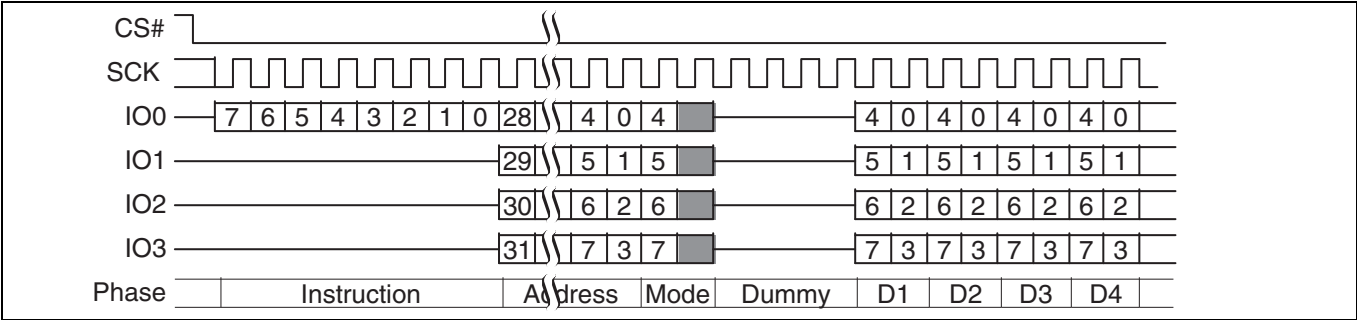 CS#
SCK
IO0 7 6 5 4 3 2 1 0 28 4 0 4 4 0 4 0 4 0 4 0
IO1 29 5 1 5 5 1 5 1 5 1 5 1
IO2 30 6 2 6 6 2 6 2 6 2 6 2
IO3 31 7 3 7 7 3 7 3 7 3 7 3
Phase Instruction Address Mode Dummy D1 D2 D3 D4